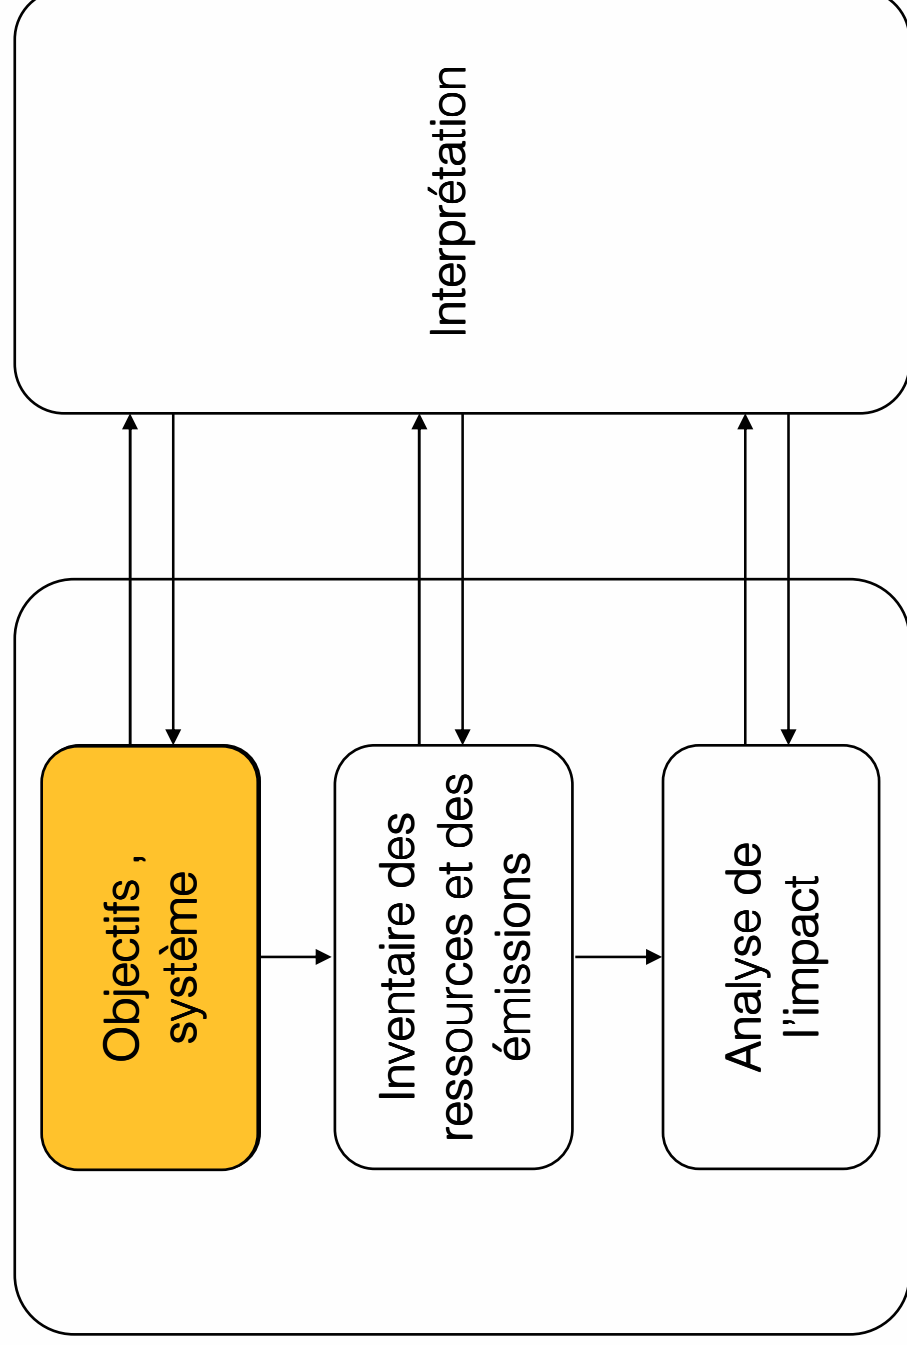 Objectifs ,
système
Inventaire des
ressources et des
émissions
Analyse de
l'impact
Interprétation